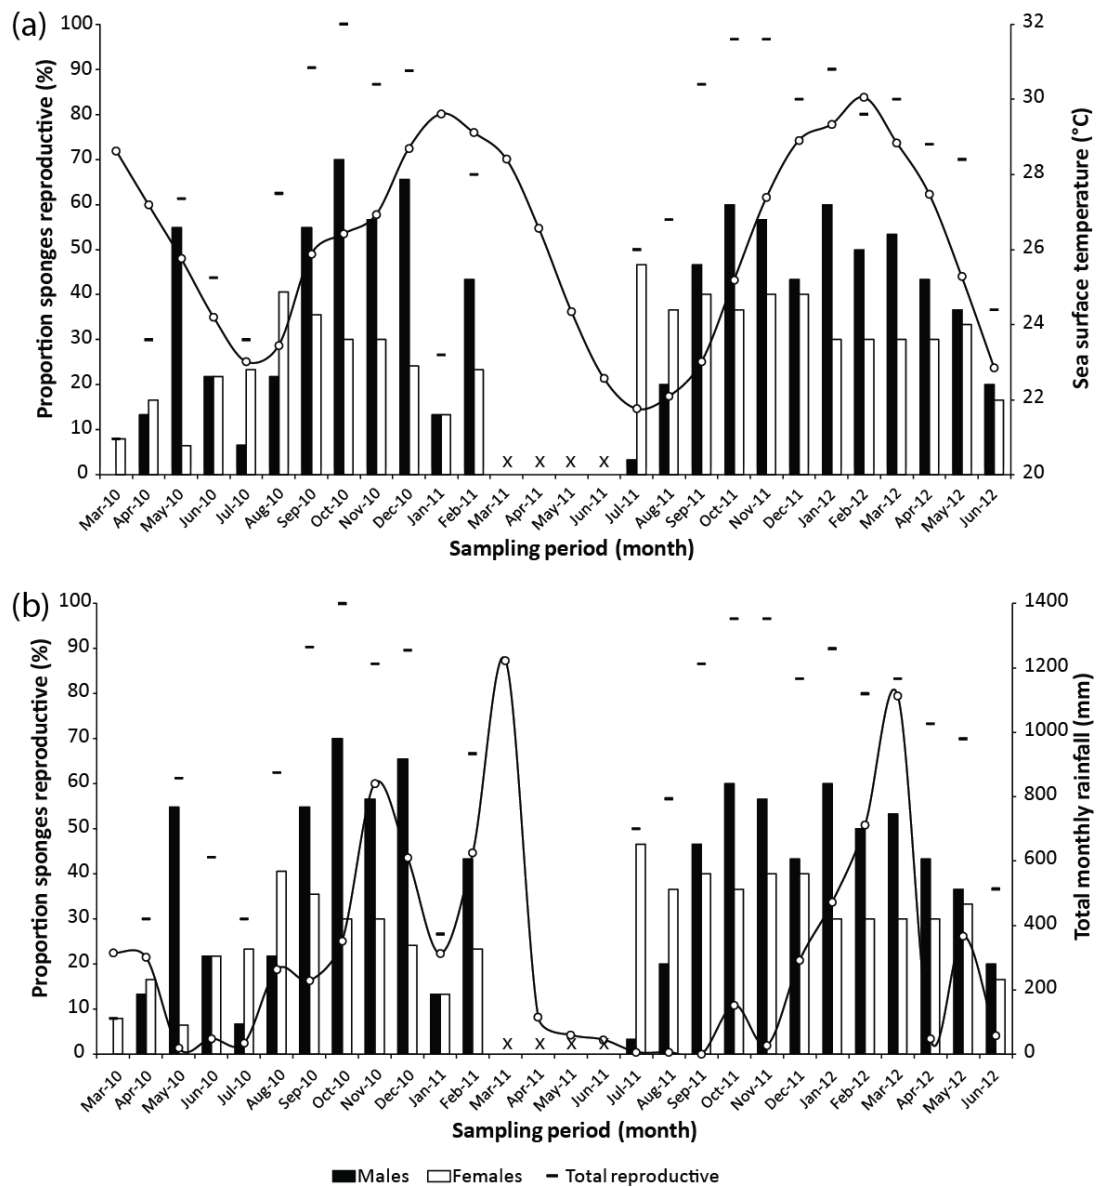 (a)
Proportion sponges reproductive (%)
100
90
80
70
60
50
40
30
20
10
0
32
30
28
26
24
22
20
Sea surface temperature (°C)
x x x x
Mar-10 Apr-10 May-10 Jun-10 Jul-10 Aug-10 Sep-10 Oct-10 Nov-10 Dec-10 Jan-11 Feb-11 Mar-11 Apr-11 May-11 Jun-11 Jul-11 Aug-11 Sep-11 Oct-11 Nov-11 Dec-11 Jan-12 Feb-12 Mar-12 Apr-12 May-12 Jun-12
Sampling period (month)
(b)
Proportion sponges reproductive (%)
100
90
80
70
60
50
40
30
20
10
0
1400
1200
1000
800
600
400
200
0
Total monthly rainfall (mm)
x x x x
Mar-10 Apr-10 May-10 Jun-10 Jul-10 Aug-10 Sep-10 Oct-10 Nov-10 Dec-10 Jan-11 Feb-11 Mar-11 Apr-11 May-11 Jun-11 Jul-11 Aug-11 Sep-11 Oct-11 Nov-11 Dec-11 Jan-12 Feb-12 Mar-12 Apr-12 May-12 Jun-12
Sampling period (month)
Males Females Total reproductive